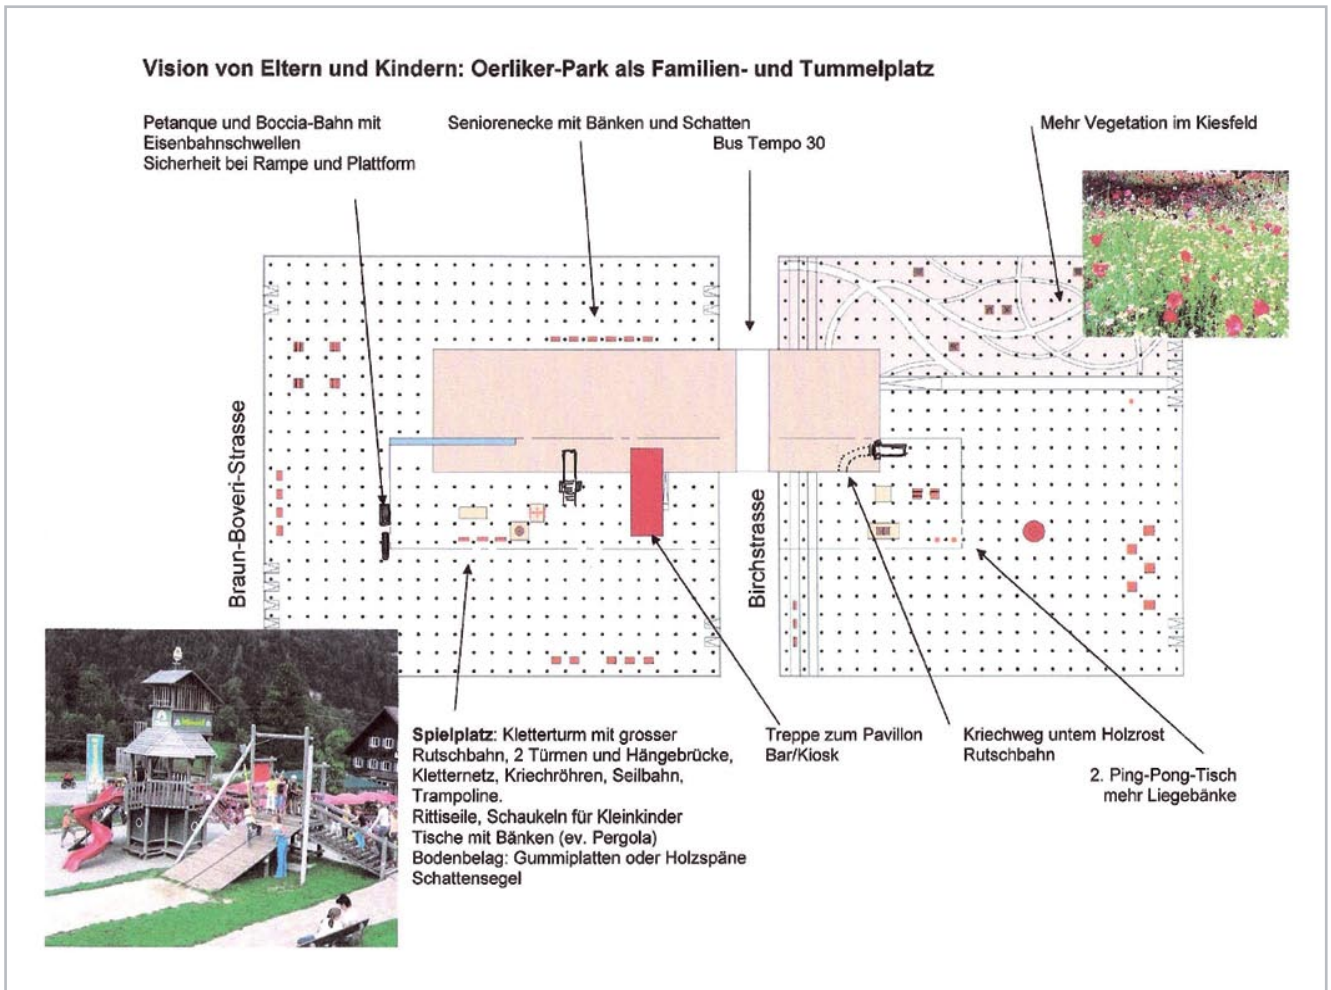 Vision von Eltern und Kindern: Oerliker-Park als Familien- und Tummelplatz
Petanque und Boccia-Bahn mit
Eisenbahnschwellen
Sicherheit bei Rampe und Plattform
Seniorenecke mit Bänken und Schatten
Bus Tempo 30
Mehr Vegetation im Kiesfeld
Braun-Boveri-Strasse
Birchstrasse
Spielplatz: Kletterturm mit grosser
Rutschbahn, 2 Türmen und Hängebrücke,
Kletternetz, Kriechröhren, Seilbahn,
Trampoline.
Rittiseile, Schaukeln für Kleinkinder
Tische mit Bänken (ev. Pergola)
Bodenbelag: Gummiplatten oder Holzspäne
Schattensegel
Treppe zum Pavillon
Bar/Kiosk
Kriechweg untem Holzrost
Rutschbahn
2. Ping-Pong-Tisch
mehr Liegebänke